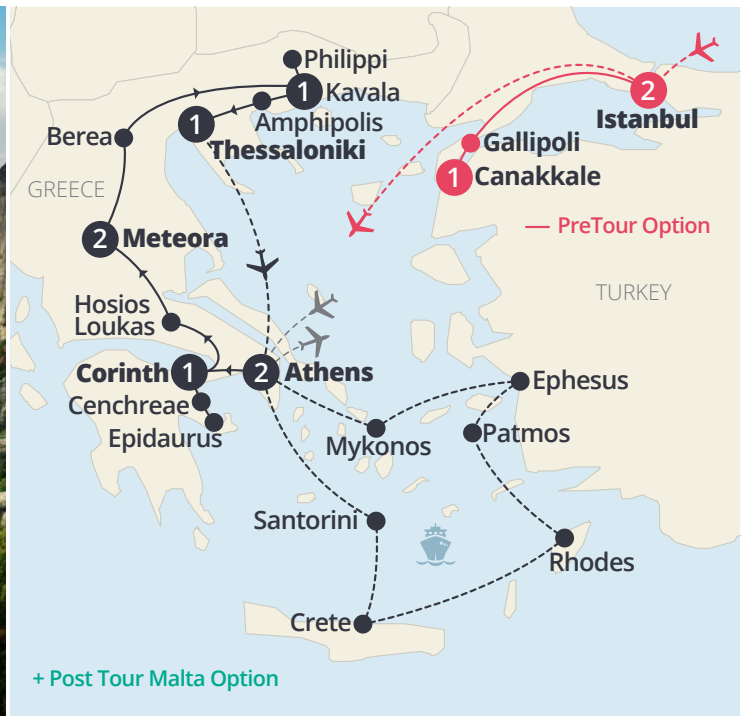 Philippi
1
Kavala
2
Istanbul
Amphipolis
1
Thessaloniki
Berea
Gallipoli
1
Canakkale
GREECE
— PreTour Option
2
Meteora
TURKEY
Hosios
Loukas
Corinth
1
2
Athens
Ephesus
Cenchreae
Epidaurus
Mykonos
Patmos
Santorini
Rhodes
Crete
+ Post Tour Malta Option